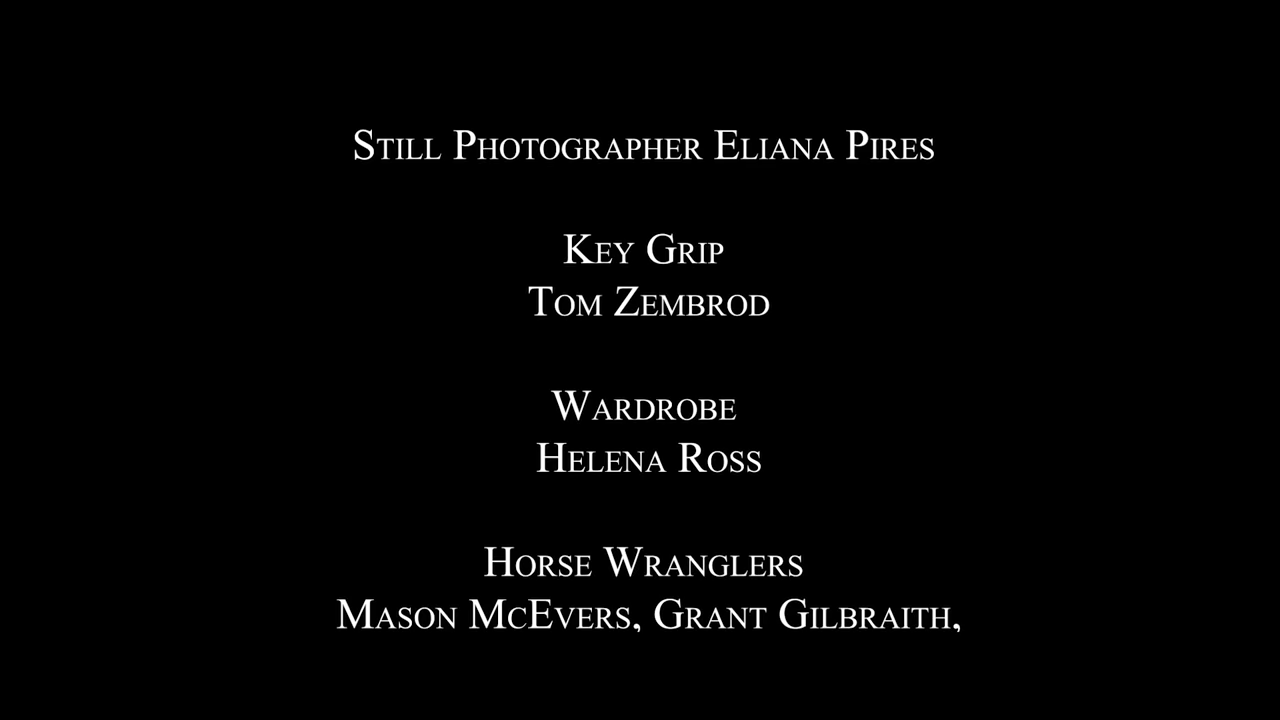 Still Photographer Eliana Pires
Key Grip
Tom Zembrod
Wardrobe
Helena Ross
Horse Wranglers
Mason McEvers, Grant Gilbraith,